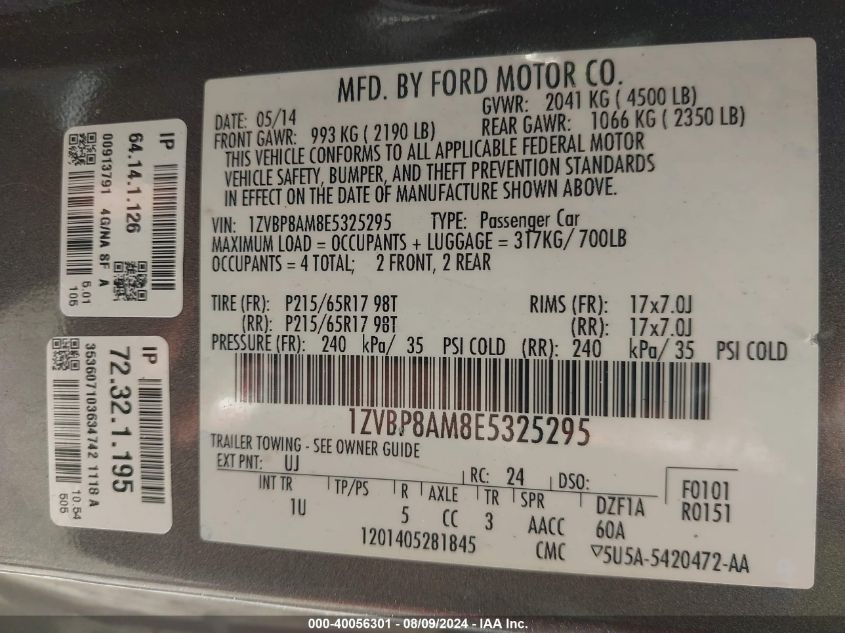 MFD. BY FORD MOTOR CO.
DATE: 05/14 GVWR: 2041 KG ( 4500 LB)
FRONT GAWR: 993 KG ( 2190 LB) REAR GAWR: 1066 KG ( 2350 LB)
THIS VEHICLE CONFORMS TO ALL APPLICABLE FEDERAL MOTOR
VEHICLE SAFETY, BUMPER, AND THEFT PREVENTION STANDARDS
IN EFFECT ON THE DATE OF MANUFACTURE SHOWN ABOVE.
VIN: 1ZVBP8AM8E5325295 TYPE: Passenger Car
MAXIMUM LOAD = OCCUPANTS + LUGGAGE = 317KG/ 700LB
OCCUPANTS = 4 TOTAL; 2 FRONT, 2 REAR
TIRE (FR): P215/65R17 98T RIMS (FR): 17x7.0J
(RR): P215/65R17 98T (RR): 17x7.0J
PRESSURE (FR): 240 kPa/ 35 PSI COLD (RR): 240 kPa/ 35 PSI COLD
1ZVBP8AM8E5325295
TRAILER TOWING - SEE OWNER GUIDE
EXT PNT: UJ RC: 24 DSO:
INT TR TP/PS R AXLE TR SPR DZF1A F0101
1U 5 CC 3 AACC 60A R0151
1201405281845 CMC ▽5U5A-5420472-AA
IP
64.14.1.126
00913791 4G/NA 8F A
5.01
105
IP
72.32.1.195
353607103634742 1118 A
10.54
505
000-40056301 - 08/09/2024 - IAA Inc.